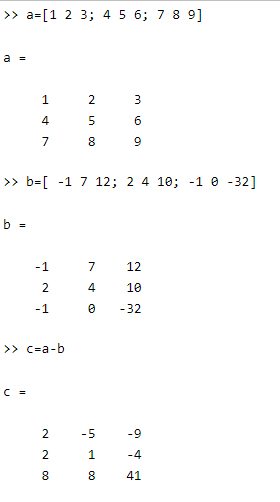 >> a=[1 2 3; 4 5 6; 7 8 9]
a =
1 2 3
4 5 6
7 8 9
>> b=[ -1 7 12; 2 4 10; -1 0 -32]
b =
-1 7 12
2 4 10
-1 0 -32
>> c=a-b
c =
2 -5 -9
2 1 -4
8 8 41